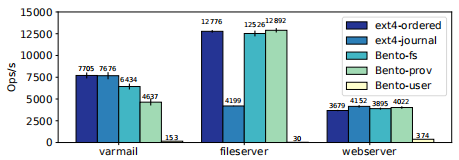 15000
12500
10000
7500
5000
2500
0
Ops/s
7705
7676
6434
4637
153
12776
4199
12526
12892
30
3679
4152
3895
4022
374
varmail
fileserver
webserver
ext4-ordered
ext4-journal
Bento-fs
Bento-prov
Bento-user